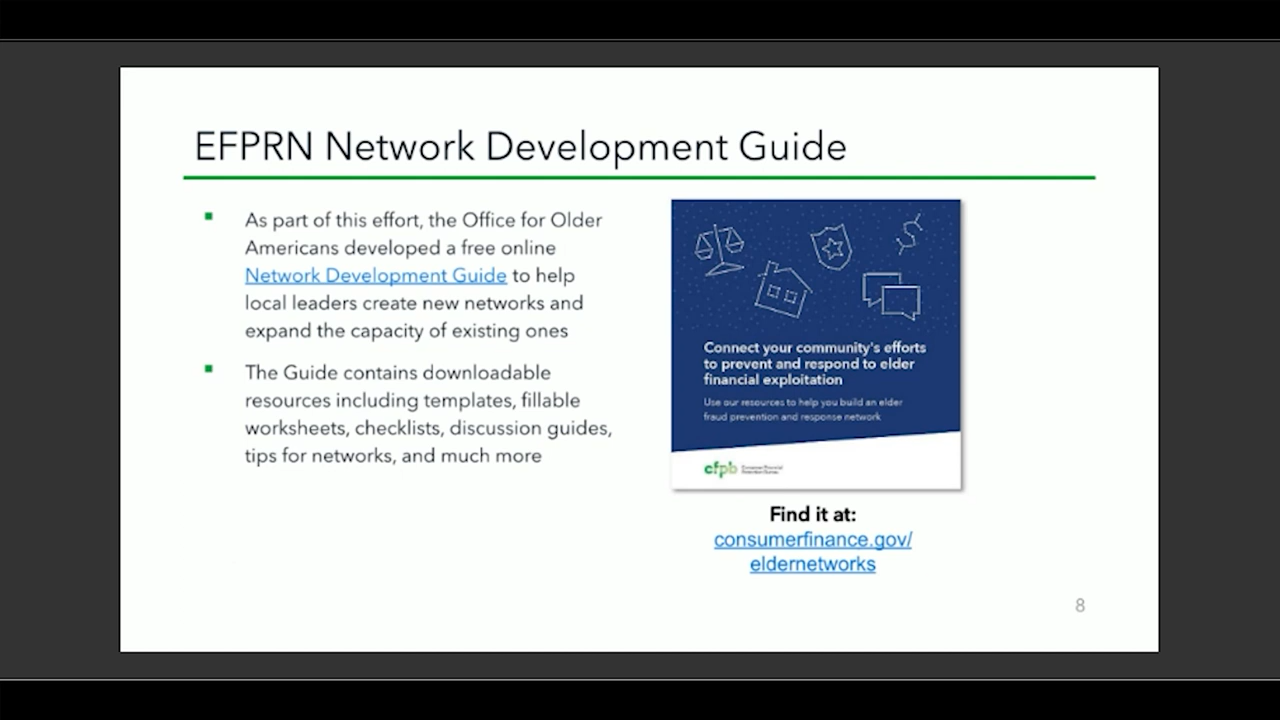 EFPRN Network Development Guide
As part of this effort, the Office for Older
Americans developed a free online
Network Development Guide to help
local leaders create new networks and
expand the capacity of existing ones
The Guide contains downloadable
resources including templates, fillable
worksheets, checklists, discussion guides,
tips for networks, and much more
Connect your community's efforts
to prevent and respond to elder
financial exploitation
Use our resources to help you build an elder
fraud prevention and response network
cfpb Consumer Financial
Protection Bureau
Find it at:
consumerfinance.gov/
eldernetworks
8